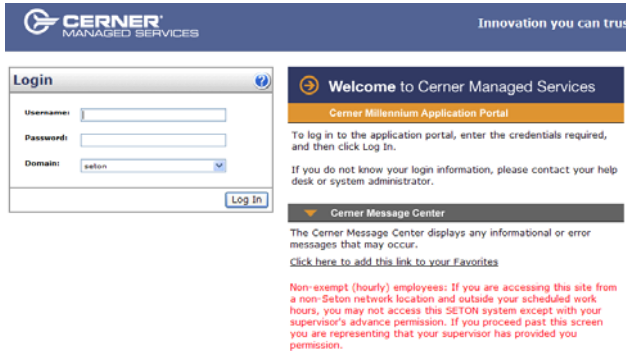 CERNER®
MANAGED SERVICES
Innovation you can trus
Login
?
Username:
Password:
Domain:
seton
Log In
Welcome to Cerner Managed Services
Cerner Millennium Application Portal
To log in to the application portal, enter the credentials required,
and then click Log In.
If you do not know your login information, please contact your help
desk or system administrator.
Cerner Message Center
The Cerner Message Center displays any informational or error
messages that may occur.
Click here to add this link to your Favorites
Non-exempt (hourly) employees: If you are accessing this site from
a non-Seton network location and outside your scheduled work
hours, you may not access this SETON system except with your
supervisor's advance permission. If you proceed past this screen
you are representing that your supervisor has provided you
permission.